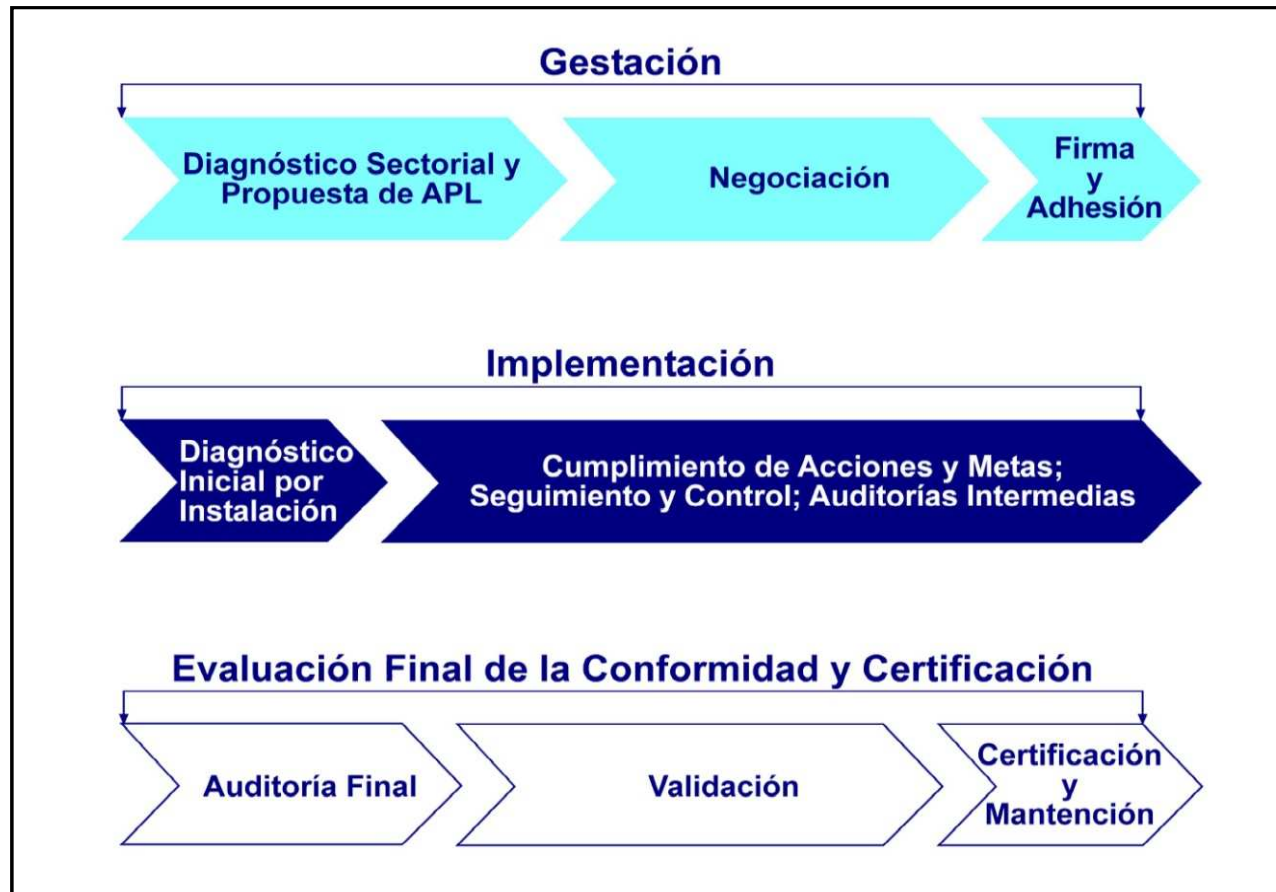 Gestación
Diagnóstico Sectorial y
Propuesta de APL
Negociación
Firma
y
Adhesión
Implementación
Diagnóstico
Inicial por
Instalación
Cumplimiento de Acciones y Metas;
Seguimiento y Control; Auditorías Intermedias
Evaluación Final de la Conformidad y Certificación
Auditoría Final
Validación
Certificación
y
Mantención